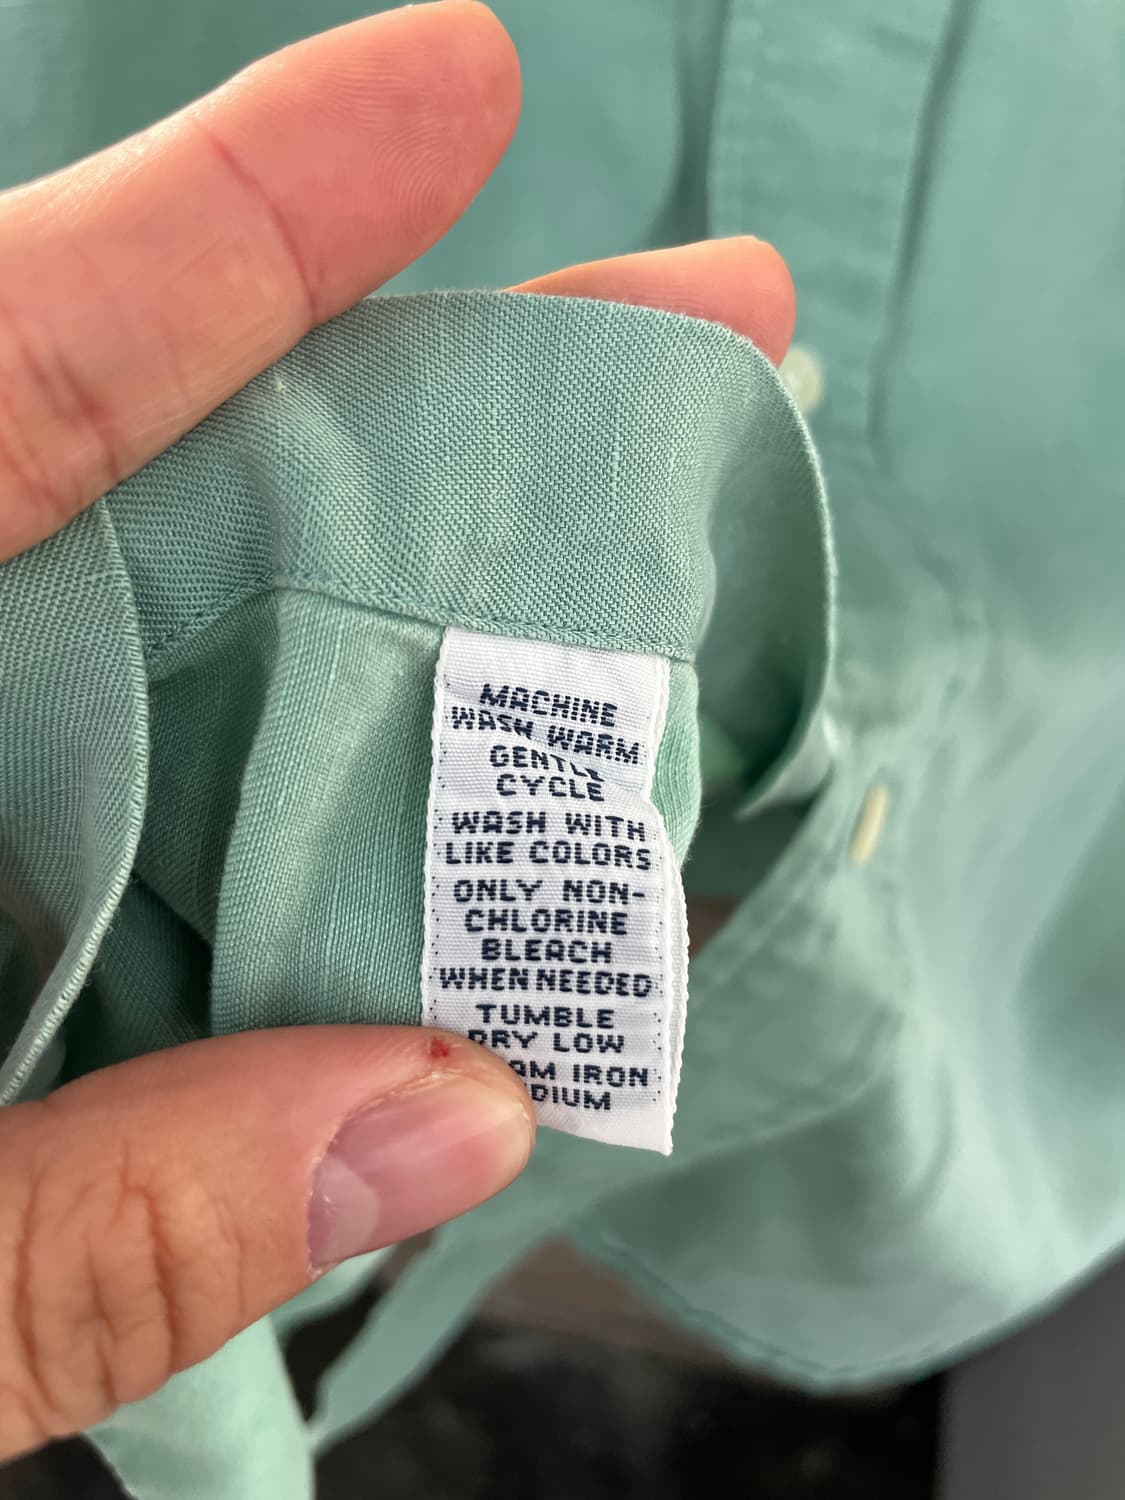 MACHINE
WASH WARM
GENTLE
CYCLE
WASH WITH
LIKE COLORS
ONLY NON-
CHLORINE
BLEACH
WHEN NEEDED
TUMBLE
DRY LOW
IRON